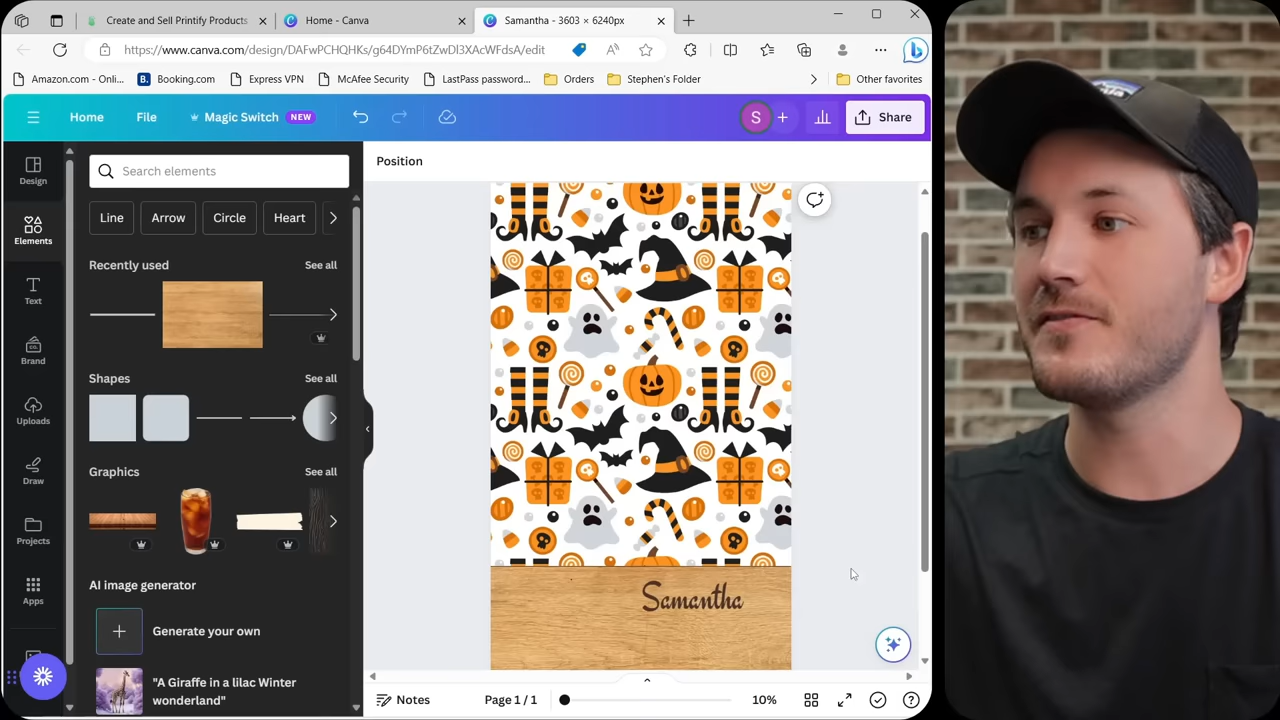 Create and Sell Printify Products
Home - Canva
Samantha - 3603 × 6240px
https://www.canva.com/design/DAFwPCHQHKs/g64DYmP6tZwDl3XAcWFdsA/edit
Amazon.com - Onli...
B. Booking.com
Express VPN
McAfee Security
LastPass password...
Orders
Stephen's Folder
Other favorites
Home
File
Magic Switch NEW
S
Share
Design
Elements
Text
Brand
Uploads
Draw
Projects
Apps
Search elements
Line
Arrow
Circle
Heart
Recently used
See all
Shapes
See all
Graphics
See all
AI image generator
Generate your own
"A Giraffe in a lilac Winter
wonderland"
Position
Samantha
Notes
Page 1 / 1
10%